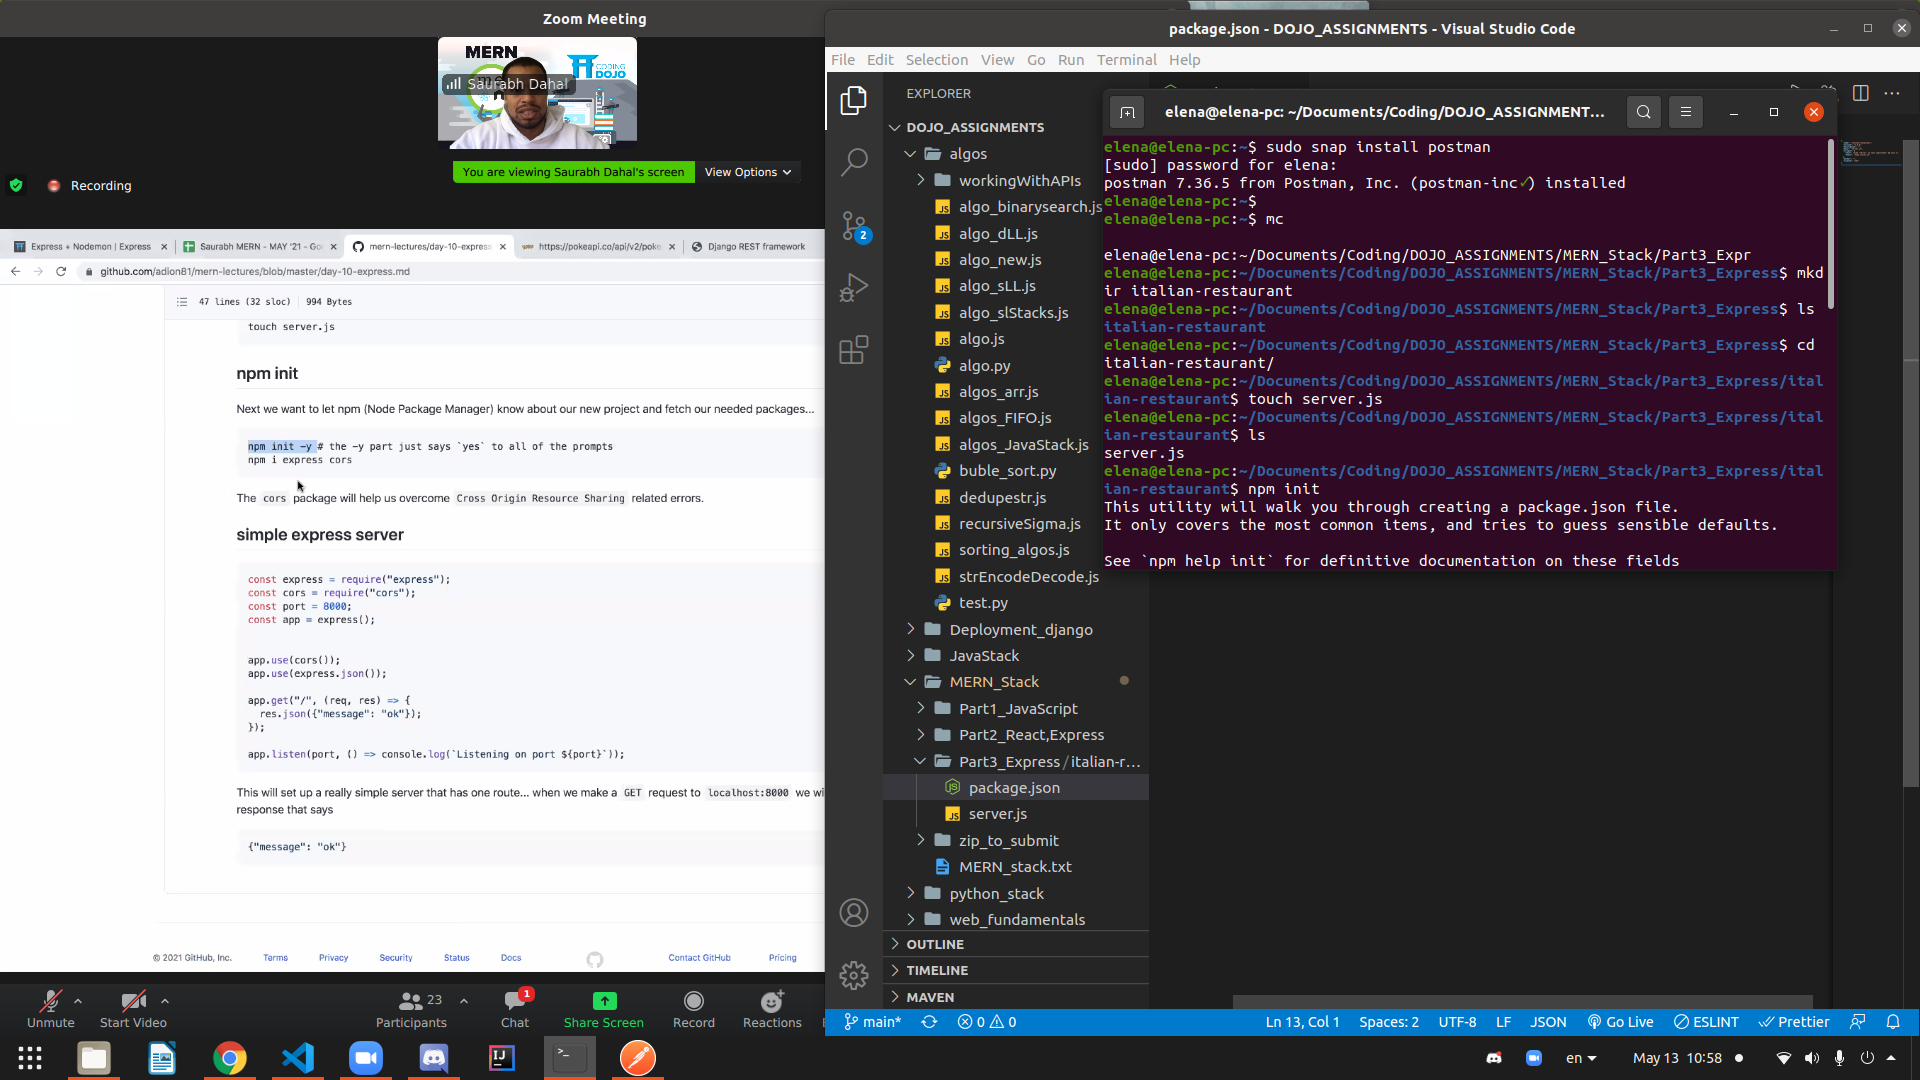 Zoom Meeting
MERN
CODING
DOJO
Saurabh Dahal
You are viewing Saurabh Dahal's screen
View Options
Recording
Express + Nodemon | Express
Saurabh MERN - MAY '21 - Go
mern-lectures/day-10-express
https://pokeapi.co/api/v2/poke
Django REST framework
github.com/adion81/mern-lectures/blob/master/day-10-express.md
47 lines (32 sloc) 994 Bytes
touch server.js
npm init
Next we want to let npm (Node Package Manager) know about our new project and fetch our needed packages...
npm init -y # the -y part just says `yes` to all of the prompts
npm i express cors
The cors package will help us overcome Cross Origin Resource Sharing related errors.
simple express server
const express = require("express");
const cors = require("cors");
const port = 8000;
const app = express();
app.use(cors());
app.use(express.json());
app.get("/", (req, res) => {
res.json({"message": "ok"});
});
app.listen(port, () => console.log(`Listening on port ${port}`));
This will set up a really simple server that has one route... when we make a GET request to localhost:8000 we wi
response that says
{"message": "ok"}
© 2021 GitHub, Inc.
Terms
Privacy
Security
Status
Docs
Contact GitHub
Pricing
Unmute
Start Video
23
Participants
1
Chat
Share Screen
Record
Reactions
package.json - DOJO_ASSIGNMENTS - Visual Studio Code
File Edit Selection View Go Run Terminal Help
EXPLORER
DOJO_ASSIGNMENTS
algos
workingWithAPIs
algo_binarysearch.js
algo_dLL.js
algo_new.js
algo_sLL.js
algo_slStacks.js
algo.js
algo.py
algos_arr.js
algos_FIFO.js
algos_JavaStack.js
buble_sort.py
dedupestr.js
recursiveSigma.js
sorting_algos.js
strEncodeDecode.js
test.py
Deployment_django
JavaStack
MERN_Stack
Part1_JavaScript
Part2_React,Express
Part3_Express/italian-r...
package.json
server.js
zip_to_submit
MERN_stack.txt
python_stack
web_fundamentals
OUTLINE
TIMELINE
MAVEN
2
elena@elena-pc: ~/Documents/Coding/DOJO_ASSIGNMENT...
elena@elena-pc:~$ sudo snap install postman
[sudo] password for elena:
postman 7.36.5 from Postman, Inc. (postman-inc✓) installed
elena@elena-pc:~$
elena@elena-pc:~$ mc
elena@elena-pc:~/Documents/Coding/DOJO_ASSIGNMENTS/MERN_Stack/Part3_Expr
elena@elena-pc:~/Documents/Coding/DOJO_ASSIGNMENTS/MERN_Stack/Part3_Express$ mkd
ir italian-restaurant
elena@elena-pc:~/Documents/Coding/DOJO_ASSIGNMENTS/MERN_Stack/Part3_Express$ ls
italian-restaurant
elena@elena-pc:~/Documents/Coding/DOJO_ASSIGNMENTS/MERN_Stack/Part3_Express$ cd
italian-restaurant/
elena@elena-pc:~/Documents/Coding/DOJO_ASSIGNMENTS/MERN_Stack/Part3_Express/ital
ian-restaurant$ touch server.js
elena@elena-pc:~/Documents/Coding/DOJO_ASSIGNMENTS/MERN_Stack/Part3_Express/ital
ian-restaurant$ ls
server.js
elena@elena-pc:~/Documents/Coding/DOJO_ASSIGNMENTS/MERN_Stack/Part3_Express/ital
ian-restaurant$ npm init
This utility will walk you through creating a package.json file.
It only covers the most common items, and tries to guess sensible defaults.
See `npm help init` for definitive documentation on these fields
main*
0
0
Ln 13, Col 1
Spaces: 2
UTF-8
LF
JSON
Go Live
ESLINT
Prettier
IJ
en
May 13 10:58